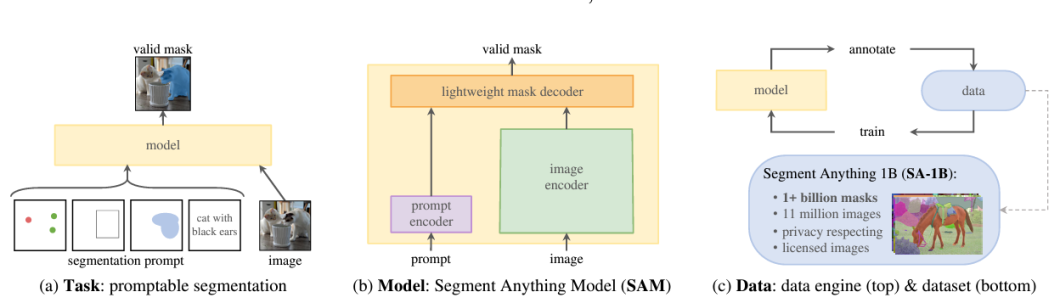 valid mask
model
cat with
black ears
segmentation prompt
image
(a) Task: promptable segmentation
valid mask
lightweight mask decoder
image
encoder
prompt
encoder
prompt
image
(b) Model: Segment Anything Model (SAM)
annotate
model
data
train
Segment Anything 1B (SA-1B):
• 1+ billion masks
• 11 million images
• privacy respecting
• licensed images
(c) Data: data engine (top) & dataset (bottom)